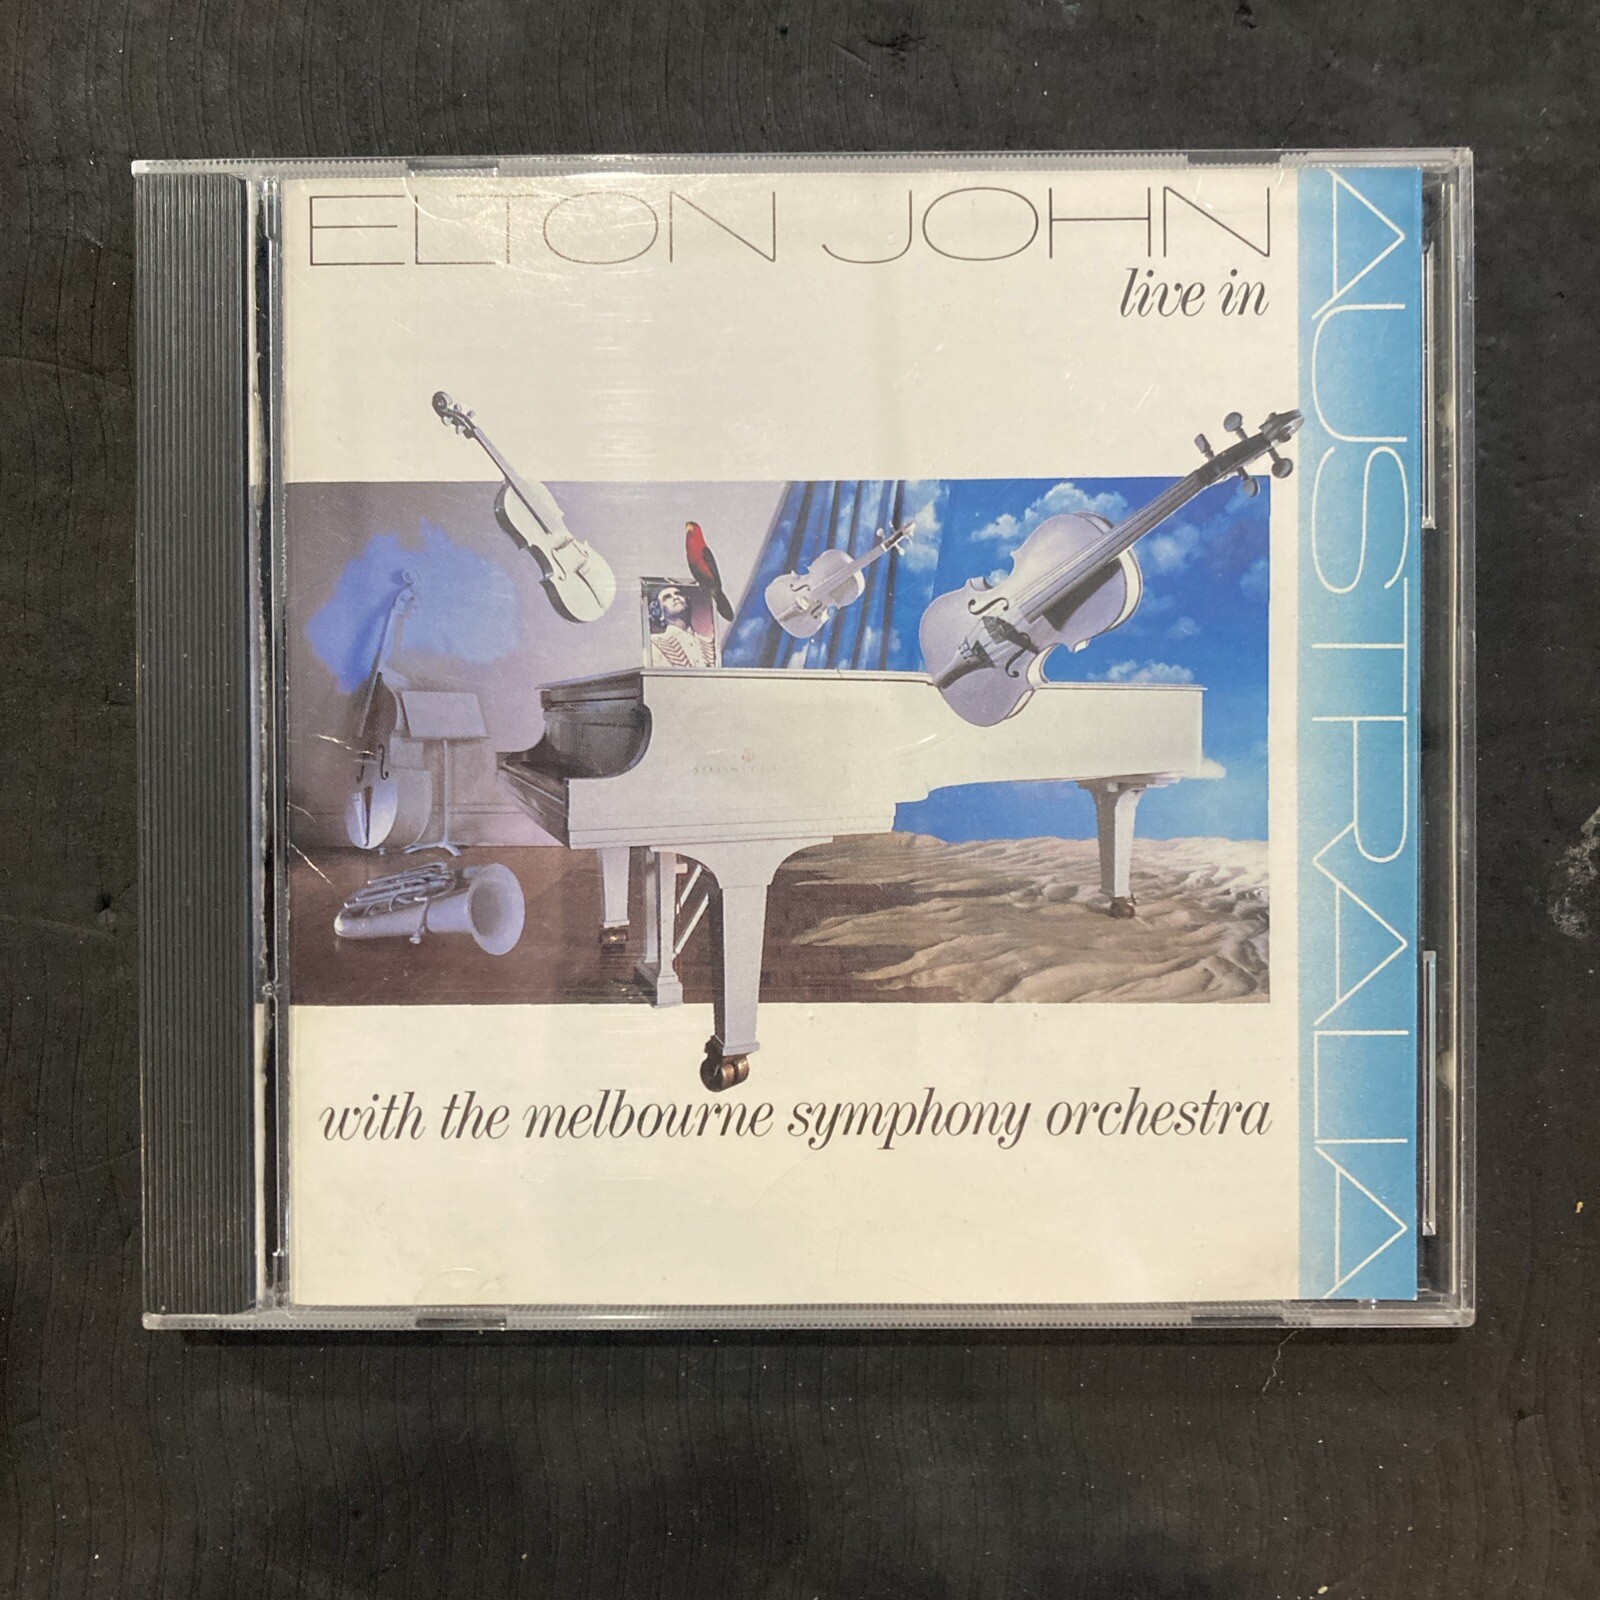 ELTON JOHN
live in
AUSTRALIA
with the melbourne symphony orchestra